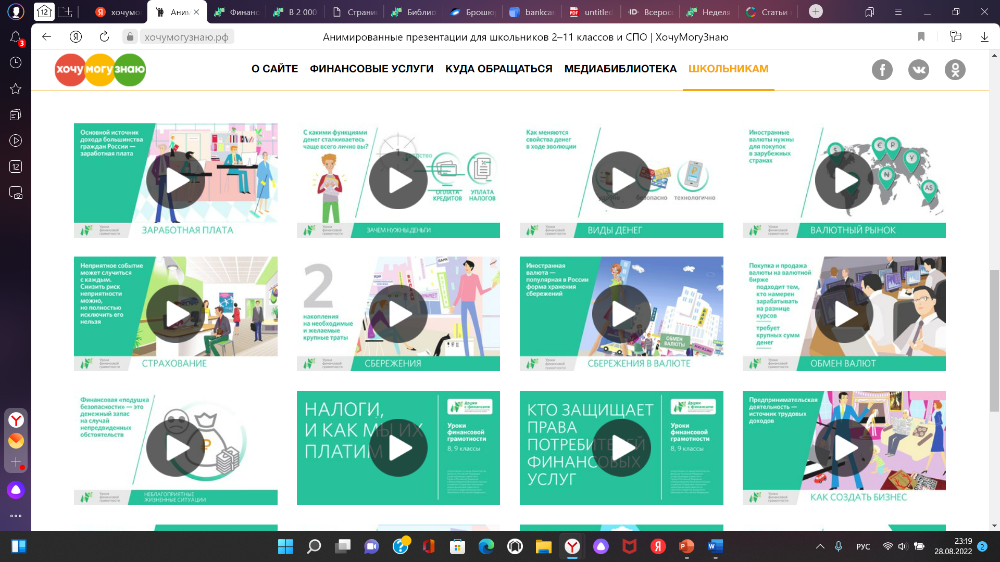 12
хочумо
Аним
Финанс
В 2 000
Страни
Библио
Брошю
bankcar
untitled
Всеросс
Неделя
Статьи
3
хочумогузнаю.рф
Анимированные презентации для школьников 2–11 классов и СПО | ХочуМогуЗнаю
хочу могу знаю
О САЙТЕ
ФИНАНСОВЫЕ УСЛУГИ
КУДА ОБРАЩАТЬСЯ
МЕДИАБИБЛИОТЕКА
ШКОЛЬНИКАМ
12
Основной источник
дохода большинства
граждан России —
заработная плата
Уроки
финансовой
грамотности
ЗАРАБОТНАЯ ПЛАТА
С какими функциями
денег сталкиваетесь
чаще всего лично вы?
1
ОПЛАТА
КРЕДИТОВ
УПЛАТА
НАЛОГОВ
Уроки
финансовой
грамотности
ЗАЧЕМ НУЖНЫ ДЕНЬГИ
Как меняются
свойства денег
в ходе эволюции
удобно
безопасно
технологично
Уроки
финансовой
грамотности
ВИДЫ ДЕНЕГ
Иностранные
валюты нужны
для покупок
в зарубежных
странах
$
€
₽
¥
₦
A$
Уроки
финансовой
грамотности
ВАЛЮТНЫЙ РЫНОК
Неприятное событие
может случиться
с каждым.
Снизить риск
неприятности
можно,
но полностью
исключить его
нельзя
Уроки
финансовой
грамотности
СТРАХОВАНИЕ
2
накопления
на необходимые
и желаемые
крупные траты
БАНК
ВКЛАДЫ
АПТЕКА
Уроки
финансовой
грамотности
СБЕРЕЖЕНИЯ
Иностранная
валюта —
популярная в России
форма хранения
сбережений
БАНК
ОБМЕН
ВАЛЮТЫ
магазин
Уроки
финансовой
грамотности
СБЕРЕЖЕНИЯ В ВАЛЮТЕ
Покупка и продажа
валюты на валютной
бирже
подходит тем,
кто намерен
зарабатывать
на разнице
курсов
требует
крупных сумм
денег
Уроки
финансовой
грамотности
ОБМЕН ВАЛЮТ
Финансовая «подушка
безопасности» — это
денежный запас
на случай
непредвиденных
обстоятельств
₽
Уроки
финансовой
грамотности
НЕБЛАГОПРИЯТНЫЕ
ЖИЗНЕННЫЕ СИТУАЦИИ
НАЛОГИ,
И КАК МЫ ИХ
ПЛАТИМ
Дружи
с финансами
Уроки
финансовой
грамотности
8, 9 классы
КТО ЗАЩИЩАЕТ
ПРАВА
ПОТРЕБИТЕЛЕЙ
ФИНАНСОВЫХ
УСЛУГ
Дружи
с финансами
Уроки
финансовой
грамотности
8, 9 классы
Предпринимательская
деятельность —
источник трудовых
доходов
Уроки
финансовой
грамотности
КАК СОЗДАТЬ БИЗНЕС
РУС
23:19
28.08.2022
2